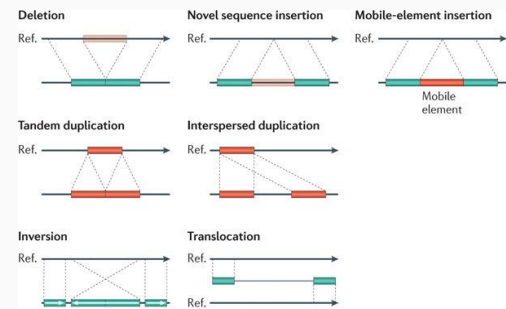 Deletion
Ref.
Novel sequence insertion
Ref.
Mobile-element insertion
Ref.
Mobile
element
Tandem duplication
Ref.
Interspersed duplication
Ref.
Inversion
Ref.
Translocation
Ref.
Ref.